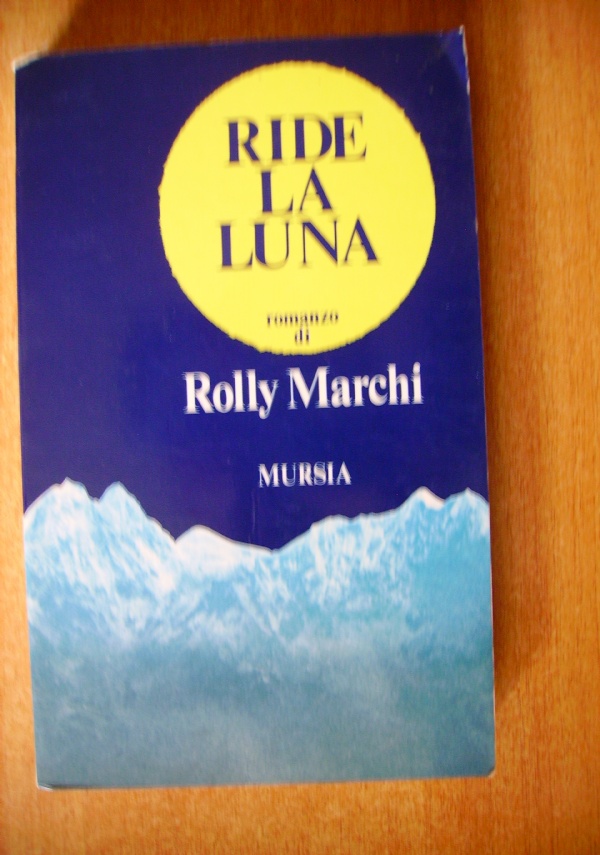 RIDE
LA
LUNA
romanzo
di
Rolly Marchi
MURSIA